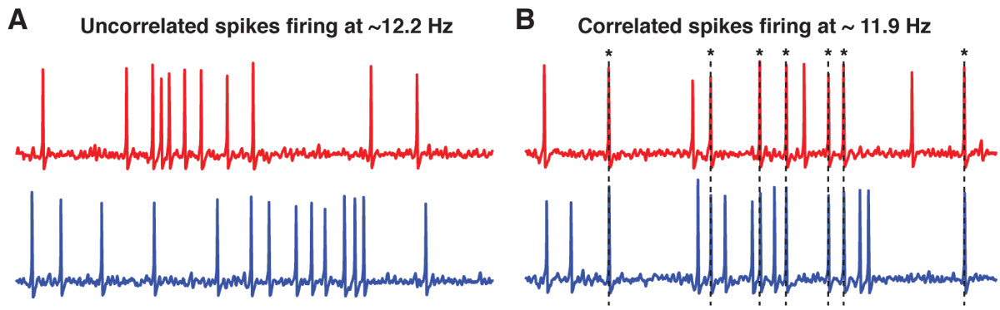 A Uncorrelated spikes firing at ~12.2 Hz
B Correlated spikes firing at ~ 11.9 Hz
* * * * * * *